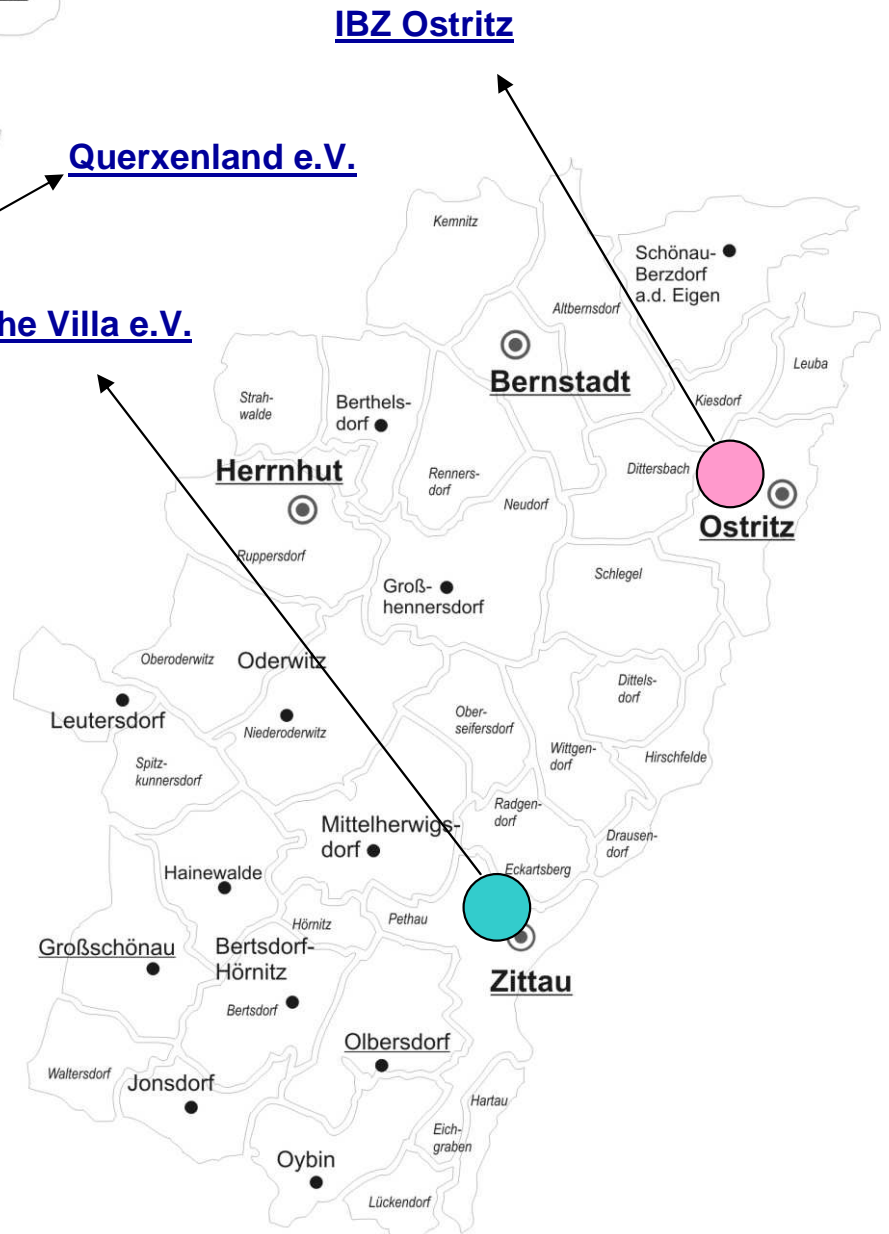 IBZ Ostritz
Querxenland e.V.
Kemnitz
Schönau-
Berzdorf
a.d. Eigen
Altbernsdorf
he Villa e.V.
Bernstadt
Leuba
Strah-
walde
Berthels-
dorf
Kiesdorf
Herrnhut
Renners-
dorf
Dittersbach
Neudorf
Ostritz
Ruppersdorf
Schlegel
Groß-
hennersdorf
Oberoderwitz
Oderwitz
Dittels-
dorf
Leutersdorf
Niederoderwitz
Ober-
seifersdorf
Wittgen-
dorf
Hirschfelde
Spitz-
kunnersdorf
Radgen-
dorf
Mittelherwigs-
dorf
Drausen-
dorf
Hainewalde
Eckartsberg
Hörnitz
Pethau
Großschönau
Bertsdorf-
Hörnitz
Zittau
Bertsdorf
Olbersdorf
Waltersdorf
Jonsdorf
Hartau
Eich-
graben
Oybin
Lückendorf